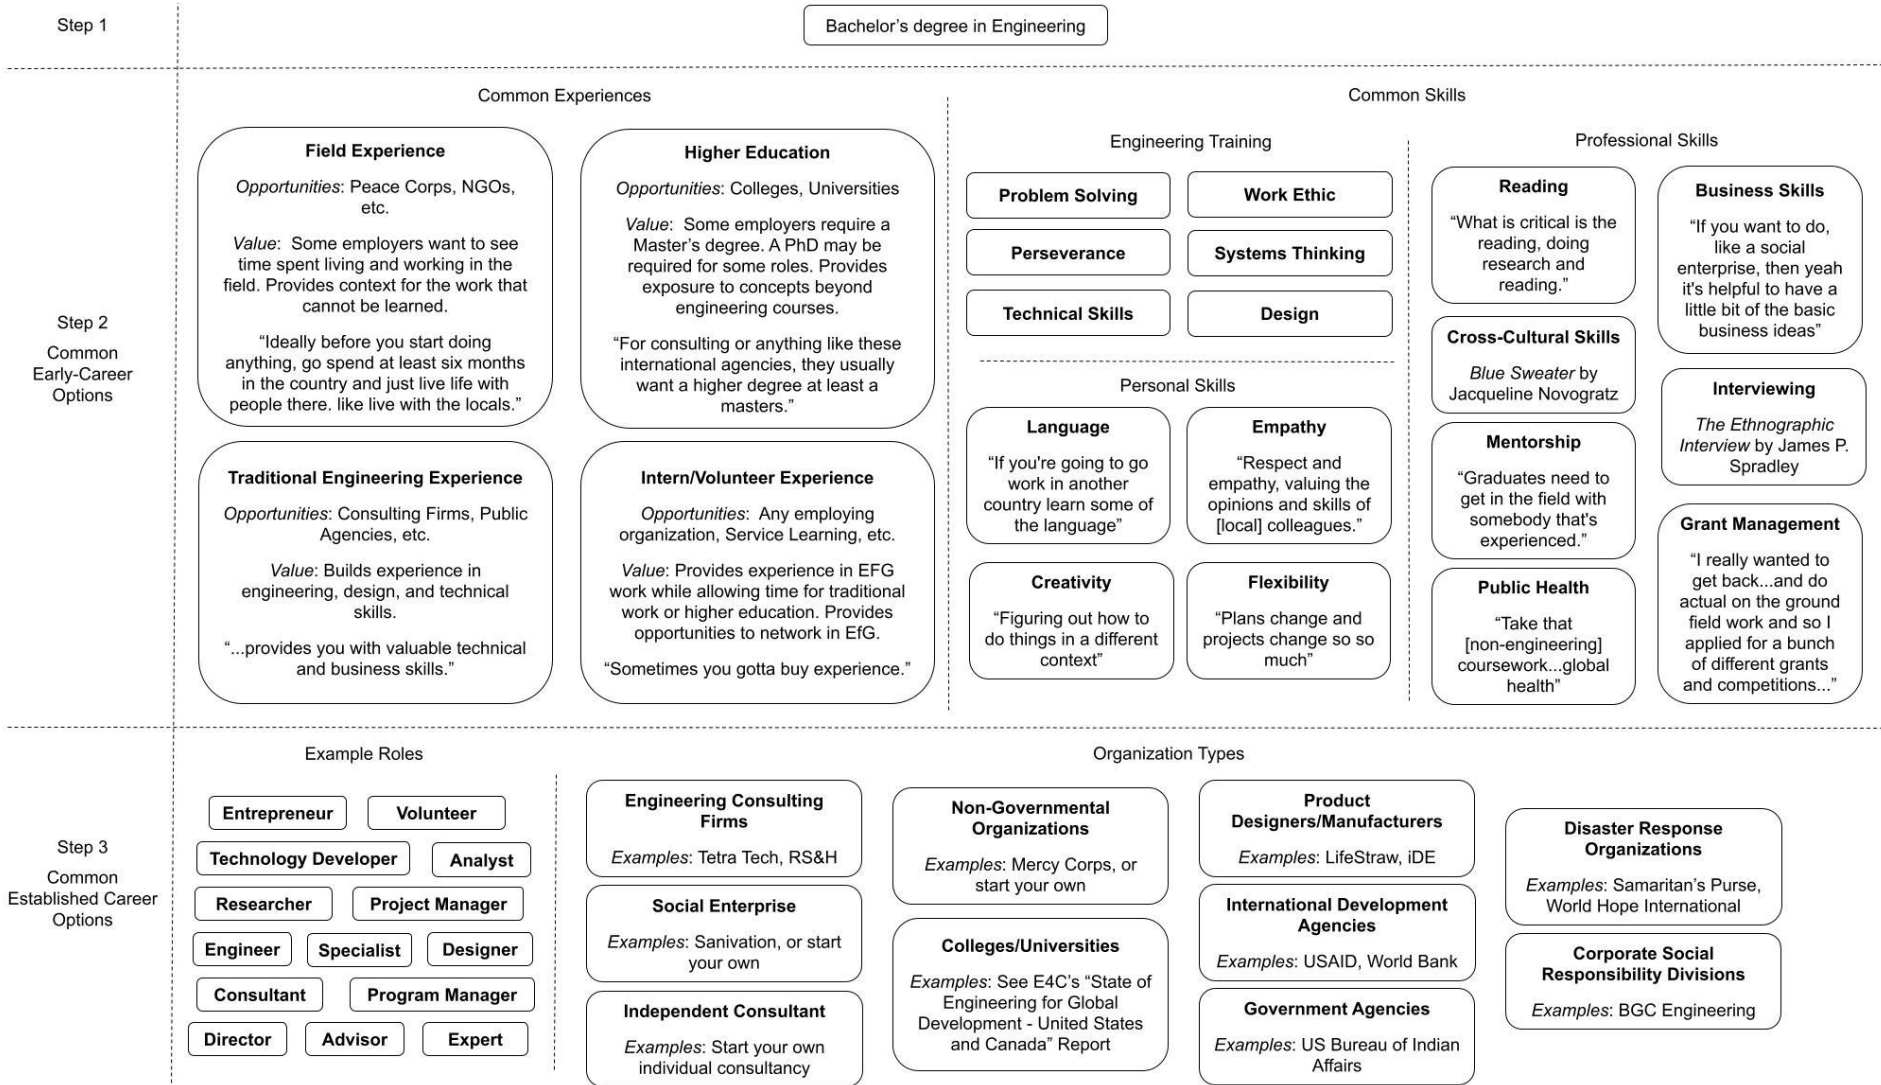 Step 1
Bachelor’s degree in Engineering
Step 2
Common
Early-Career
Options
Common Experiences
Field Experience
Opportunities: Peace Corps, NGOs,
etc.
Value:  Some employers want to see
time spent living and working in the
field. Provides context for the work that
cannot be learned.
“Ideally before you start doing
anything, go spend at least six months
in the country and just live life with
people there. like live with the locals.”
Higher Education
Opportunities: Colleges, Universities
Value:  Some employers require a
Master’s degree. A PhD may be
required for some roles. Provides
exposure to concepts beyond
engineering courses.
“For consulting or anything like these
international agencies, they usually
want a higher degree at least a
masters.”
Traditional Engineering Experience
Opportunities: Consulting Firms, Public
Agencies, etc.
Value: Builds experience in
engineering, design, and technical
skills.
“...provides you with valuable technical
and business skills.”
Intern/Volunteer Experience
Opportunities:  Any employing
organization, Service Learning, etc.
Value: Provides experience in EFG
work while allowing time for traditional
work or higher education. Provides
opportunities to network in EfG.
“Sometimes you gotta buy experience.”
Common Skills
Engineering Training
Problem Solving
Work Ethic
Perseverance
Systems Thinking
Technical Skills
Design
Personal Skills
Language
“If you're going to go
work in another
country learn some of
the language”
Empathy
“Respect and
empathy, valuing the
opinions and skills of
[local] colleagues.”
Creativity
“Figuring out how to
do things in a different
context”
Flexibility
“Plans change and
projects change so so
much”
Professional Skills
Reading
“What is critical is the
reading, doing
research and
reading.”
Cross-Cultural Skills
Blue Sweater by
Jacqueline Novogratz
Mentorship
“Graduates need to
get in the field with
somebody that's
experienced.”
Public Health
“Take that
[non-engineering]
coursework...global
health”
Business Skills
“If you want to do,
like a social
enterprise, then yeah
it's helpful to have a
little bit of the basic
business ideas”
Interviewing
The Ethnographic
Interview by James P.
Spradley
Grant Management
“I really wanted to
get back...and do
actual on the ground
field work and so I
applied for a bunch
of different grants
and competitions...”
Step 3
Common
Established Career
Options
Example Roles
Entrepreneur
Volunteer
Technology Developer
Analyst
Researcher
Project Manager
Engineer
Specialist
Designer
Consultant
Program Manager
Director
Advisor
Expert
Organization Types
Engineering Consulting
Firms
Examples: Tetra Tech, RS&H
Social Enterprise
Examples: Sanivation, or start
your own
Independent Consultant
Examples: Start your own
individual consultancy
Non-Governmental
Organizations
Examples: Mercy Corps, or
start your own
Colleges/Universities
Examples: See E4C’s “State of
Engineering for Global
Development - United States
and Canada” Report
Product
Designers/Manufacturers
Examples: LifeStraw, iDE
International Development
Agencies
Examples: USAID, World Bank
Government Agencies
Examples: US Bureau of Indian
Affairs
Disaster Response
Organizations
Examples: Samaritan’s Purse,
World Hope International
Corporate Social
Responsibility Divisions
Examples: BGC Engineering